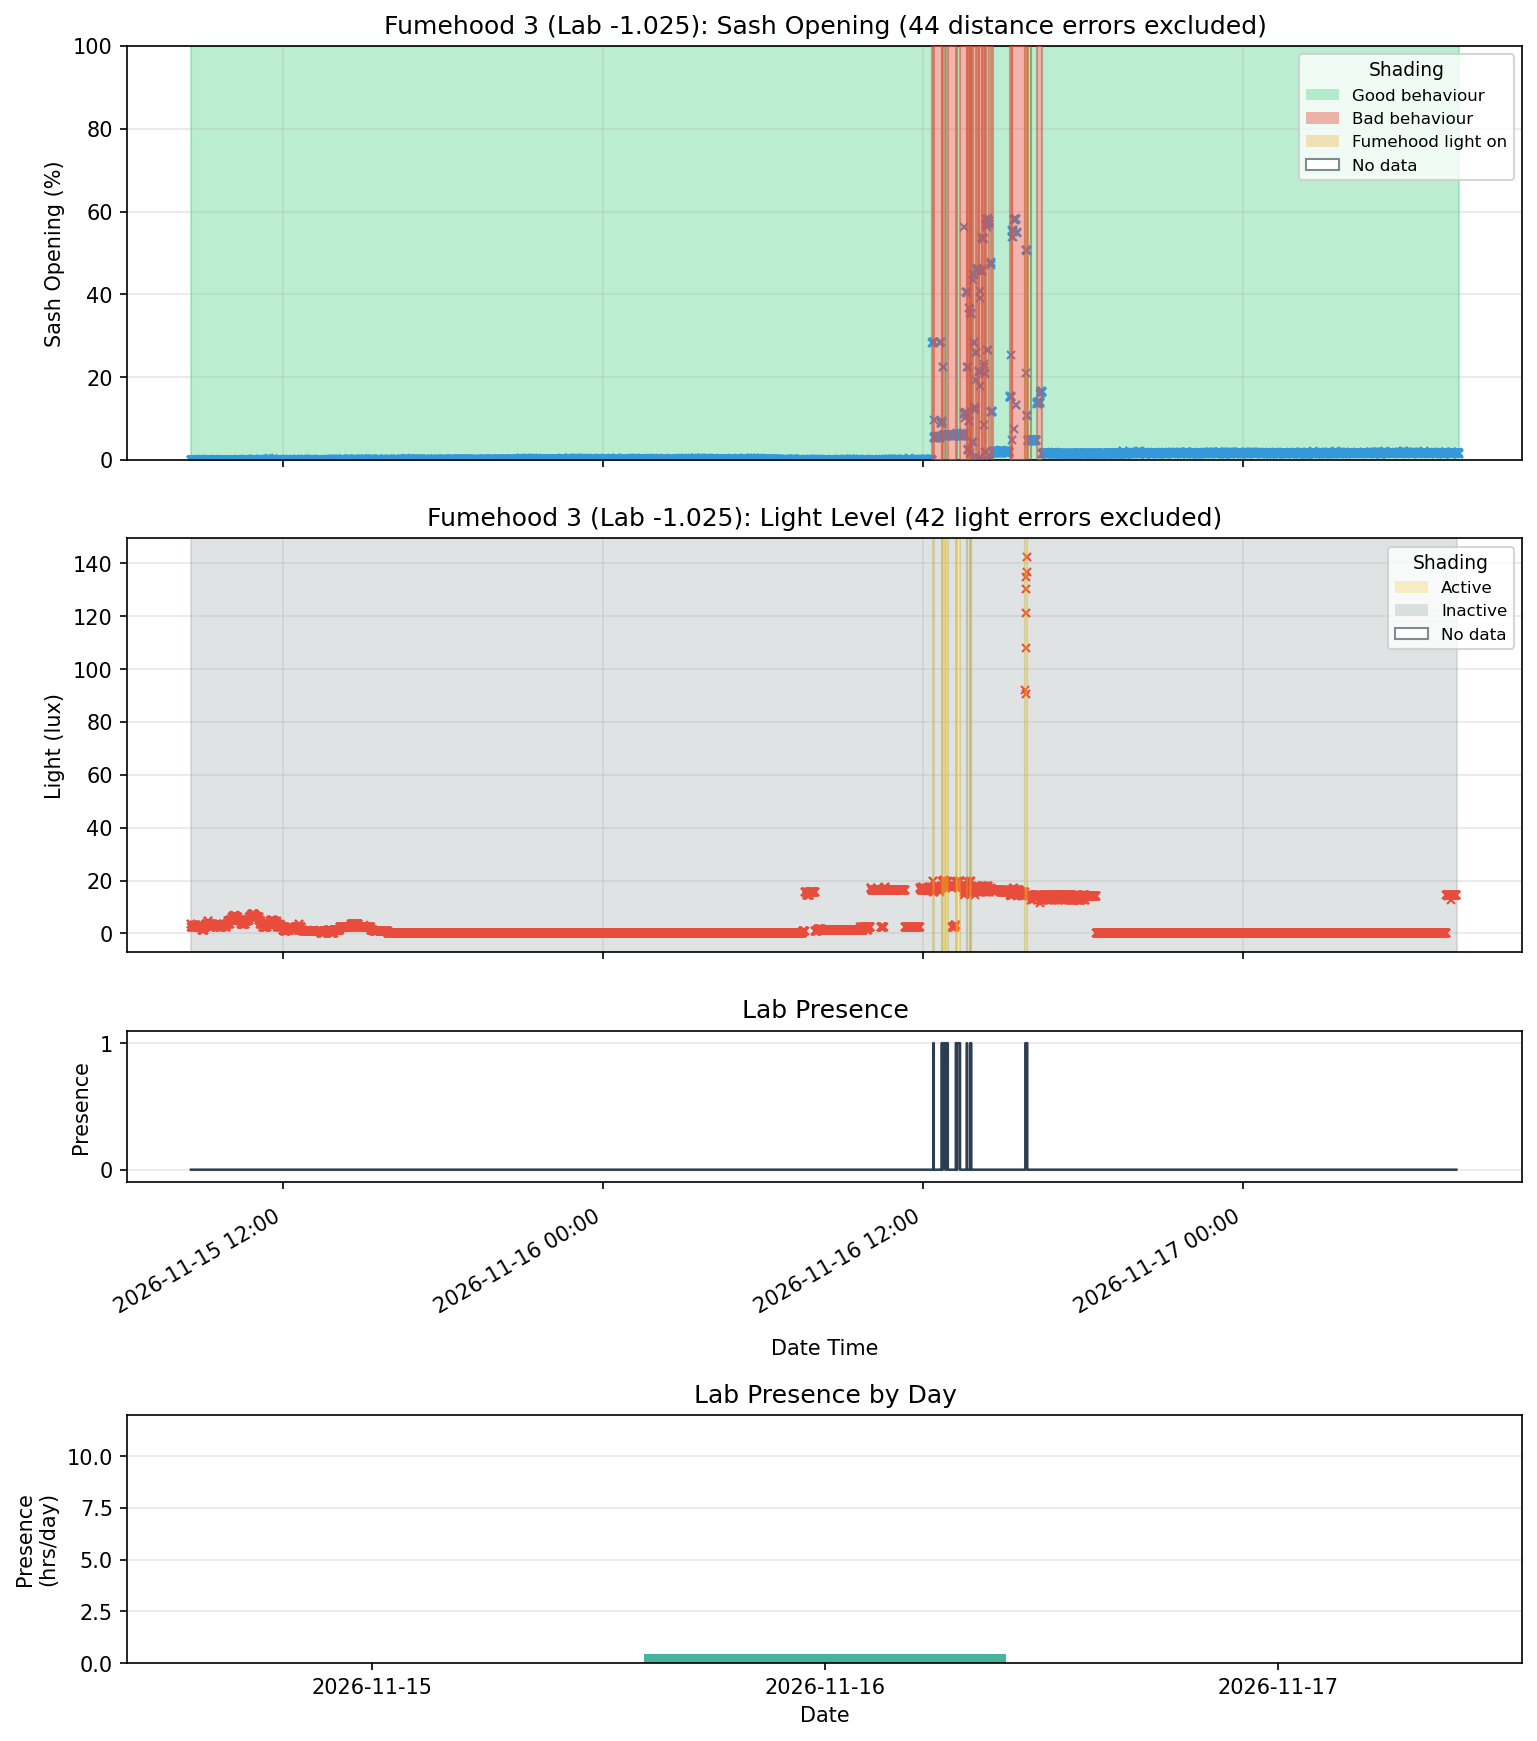 Fumehood 3 (Lab -1.025): Sash Opening (44 distance errors excluded)
Sash Opening (%)
100
80
60
40
20
0
Shading
Good behaviour
Bad behaviour
Fumehood light on
No data
Fumehood 3 (Lab -1.025): Light Level (42 light errors excluded)
Light (lux)
140
120
100
80
60
40
20
0
Shading
Active
Inactive
No data
Lab Presence
Presence
1
0
2026-11-15 12:00
2026-11-16 00:00
2026-11-16 12:00
2026-11-17 00:00
Date Time
Lab Presence by Day
Presence
(hrs/day)
10.0
7.5
5.0
2.5
0.0
2026-11-15
2026-11-16
2026-11-17
Date